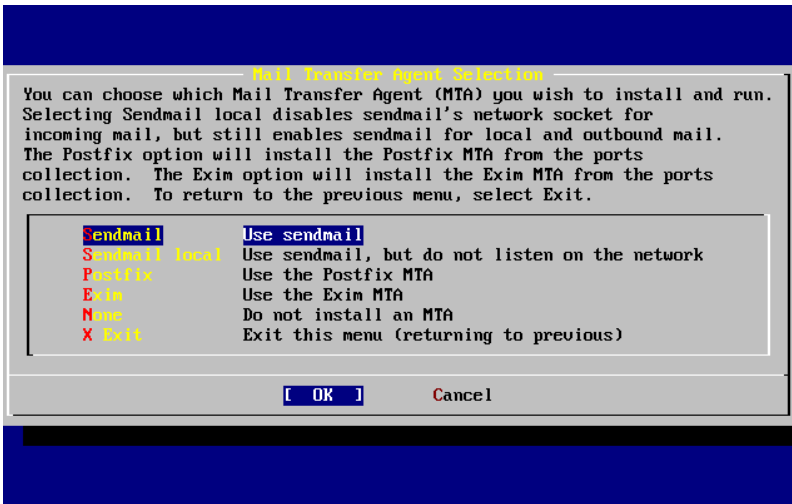 Mail Transfer Agent Selection
You can choose which Mail Transfer Agent (MTA) you wish to install and run.
Selecting Sendmail local disables sendmail's network socket for
incoming mail, but still enables sendmail for local and outbound mail.
The Postfix option will install the Postfix MTA from the ports
collection.  The Exim option will install the Exim MTA from the ports
collection.  To return to the previous menu, select Exit.
Sendmail Use sendmail
Sendmail local Use sendmail, but do not listen on the network
Postfix Use the Postfix MTA
Exim Use the Exim MTA
None Do not install an MTA
X Exit Exit this menu (returning to previous)
[ OK ] Cancel